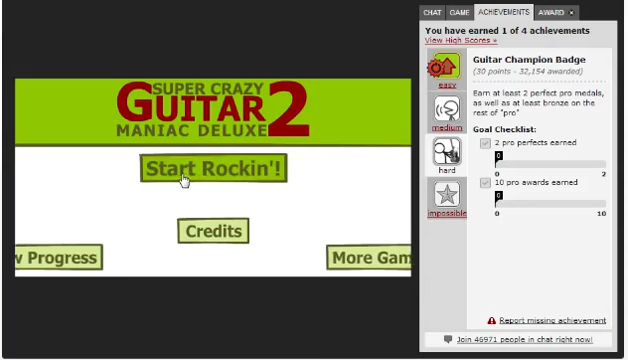 CHAT GAME ACHIEVEMENTS AWARD x
You have earned 1 of 4 achievements
View High Scores »
SUPER CRAZY
GUITAR 2
MANIAC DELUXE
Start Rockin'!
Credits
w Progress
More Gam
easy
medium
hard
impossible
Guitar Champion Badge
(30 points - 32,154 awarded)
Earn at least 2 perfect pro medals,
as well as at least bronze on the
rest of "pro"
Goal Checklist:
2 pro perfects earned
0
0 2
10 pro awards earned
0
0 10
Report missing achievement
Join 46971 people in chat right now!